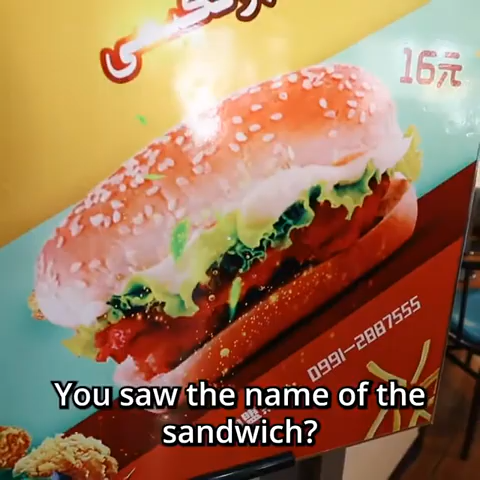 16元
0991-2887555
You saw the name of the
sandwich?